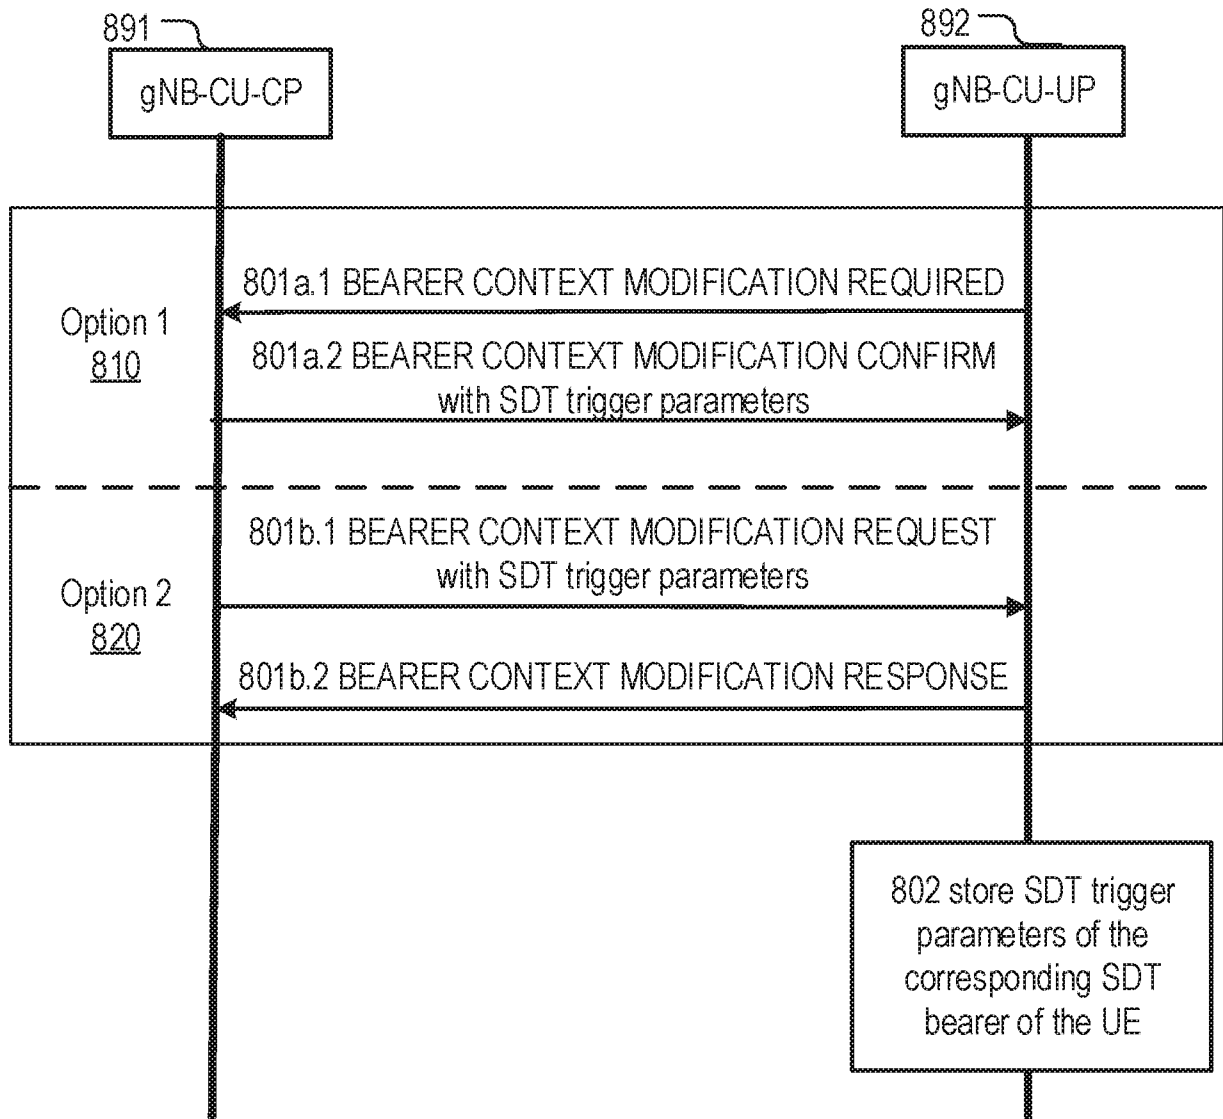 891
892
gNB-CU-CP
gNB-CU-UP
801a.1 BEARER CONTEXT MODIFICATION REQUIRED
Option 1
810
801a.2 BEARER CONTEXT MODIFICATION CONFIRM
with SDT trigger parameters
801b.1 BEARER CONTEXT MODIFICATION REQUEST
with SDT trigger parameters
Option 2
820
801b.2 BEARER CONTEXT MODIFICATION RESPONSE
802 store SDT trigger
parameters of the
corresponding SDT
bearer of the UE